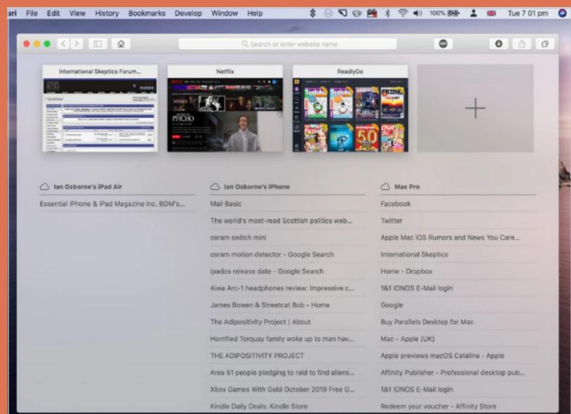 ari File Edit View History Bookmarks Develop Window Help 100% Tue 7 01 pm
Search or enter website name
International Skeptics Forum... Netflix ReadlyGo
PSYCHO
Ian Osborne's iPad Air
Essential iPhone & iPad Magazine inc. BDM's...
Ian Osborne's iPhone
Mail Basic
The world's most-read Scottish politics web...
osram switch mini
osram motion detector - Google Search
ipados release date - Google Search
Aiwa Arc-1 headphones review: Impressive c...
James Bowen & Streetcat Bob - Home
The Adipositivity Project | About
Horrified Torquay family woke up to man hav...
THE ADIPOSITIVITY PROJECT
Area 51 people pledging to raid to find aliens...
Xbox Games With Gold October 2019 Free G...
Kindle Daily Deals: Kindle Store
Mac Pro
Facebook
Twitter
Apple Mac iOS Rumors and News You Care...
International Skeptics
Home - Dropbox
1&1 IONOS E-Mail login
Google
Buy Parallels Desktop for Mac
Mac - Apple (UK)
Apple previews macOS Catalina - Apple
Affinity Publisher - Professional desktop pub...
1&1 IONOS E-Mail login
Redeem your voucher - Affinity Store